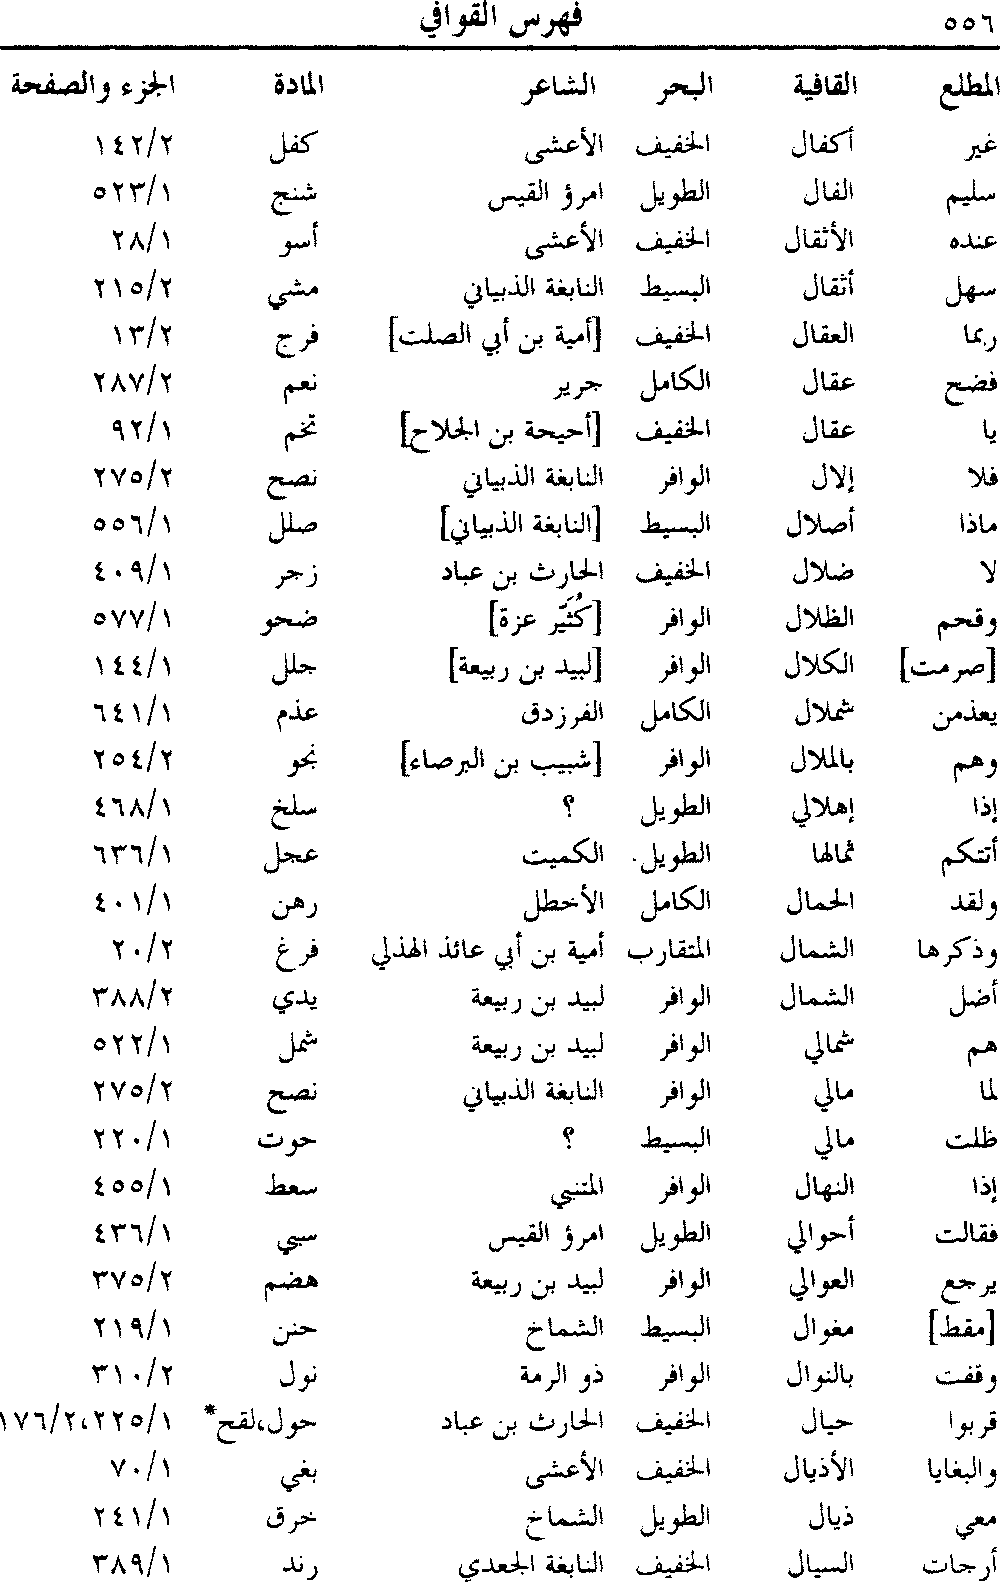 ٥٥٦ فهرس القوافي
المطلع القافية البحر الشاعر المادة الجزء والصفحة
غير أكفال الخفيف الأعشى كفل ١٤٢/٢
سليم الفال الطويل امرؤ القيس شنج ٥٢٣/١
عنده الأثقال الخفيف الأعشى أسو ٢٨/١
سهل أثقال البسيط النابغة الذبياني مشي ٢١٥/٢
ربما العقال الخفيف [أمية بن أبي الصلت] فرج ١٣/٢
فضح عقال الكامل جرير نعم ٢٨٧/٢
يا عقال الخفيف [أحيحة بن الجلاح] تخم ٩٢/١
فلا إلال الوافر النابغة الذبياني نصح ٢٧٥/٢
ماذا أصلال البسيط [النابغة الذبياني] صلل ٥٥٦/١
لا ضلال الخفيف الحارث بن عباد زجر ٤٠٩/١
وقحم الظلال الوافر [كُثَيِّر عزة] ضحو ٥٧٧/١
[صرمت] الكلال الوافر [لبيد بن ربيعة] جلل ١٤٤/١
يعذمن شملال الكامل الفرزدق عذم ٦٤١/١
وهم بالملال الوافر [شبيب بن البرصاء] نجو ٢٥٤/٢
إذا إهلالي الطويل ؟ سلخ ٤٦٨/١
أتتكم ثمالها الطويل. الكميت عجل ٦٣٦/١
ولقد الحمال الكامل الأخطل رهن ٤٠١/١
وذكرها الشمال المتقارب أمية بن أبي عائذ الهذلي فرغ ٢٠/٢
أضل الشمال الوافر لبيد بن ربيعة يدي ٣٨٨/٢
هم شمالي الوافر لبيد بن ربيعة شمل ٥٢٢/١
لما مالي الوافر النابغة الذبياني نصح ٢٧٥/٢
ظلت مالي البسيط ؟ حوت ٢٢٠/١
إذا النهال الوافر المتنبي سعط ٤٥٥/١
فقالت أحوالي الطويل امرؤ القيس سبي ٤٣٦/١
يرجع العوالي الوافر لبيد بن ربيعة هضم ٣٧٥/٢
[مقط] مغوال البسيط الشماخ حنن ٢١٩/١
وقفت بالنوال الوافر ذو الرمة نول ٣١٠/٢
قربوا حيال الخفيف الحارث بن عباد حول،لقح* ١٧٦/٢،٢٢٥/١
والبغايا الأذيال الخفيف الأعشى بغي ٧٠/١
معي ذيال الطويل الشماخ خرق ٢٤١/١
أرجات السيال الخفيف النابغة الجعدي رند ٣٨٩/١